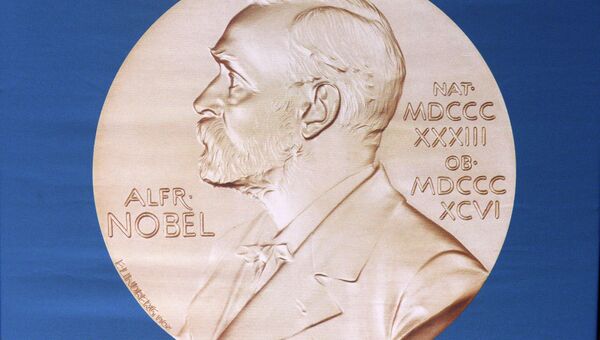 ALFR·
NOBEL
NAT·
MDCCC
XXXIII
OB·
MDCCC
XCVI